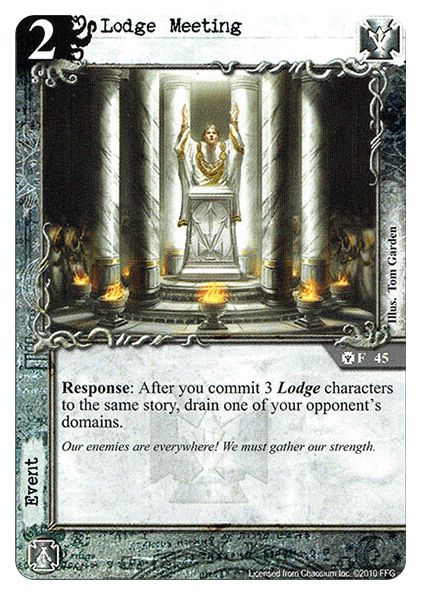 2
Lodge Meeting
Illus. Tom Garden
F 45
Response: After you commit 3 Lodge characters
to the same story, drain one of your opponent's
domains.
Our enemies are everywhere! We must gather our strength.
Event
Licensed from Chaosium Inc. ©2010 FFG